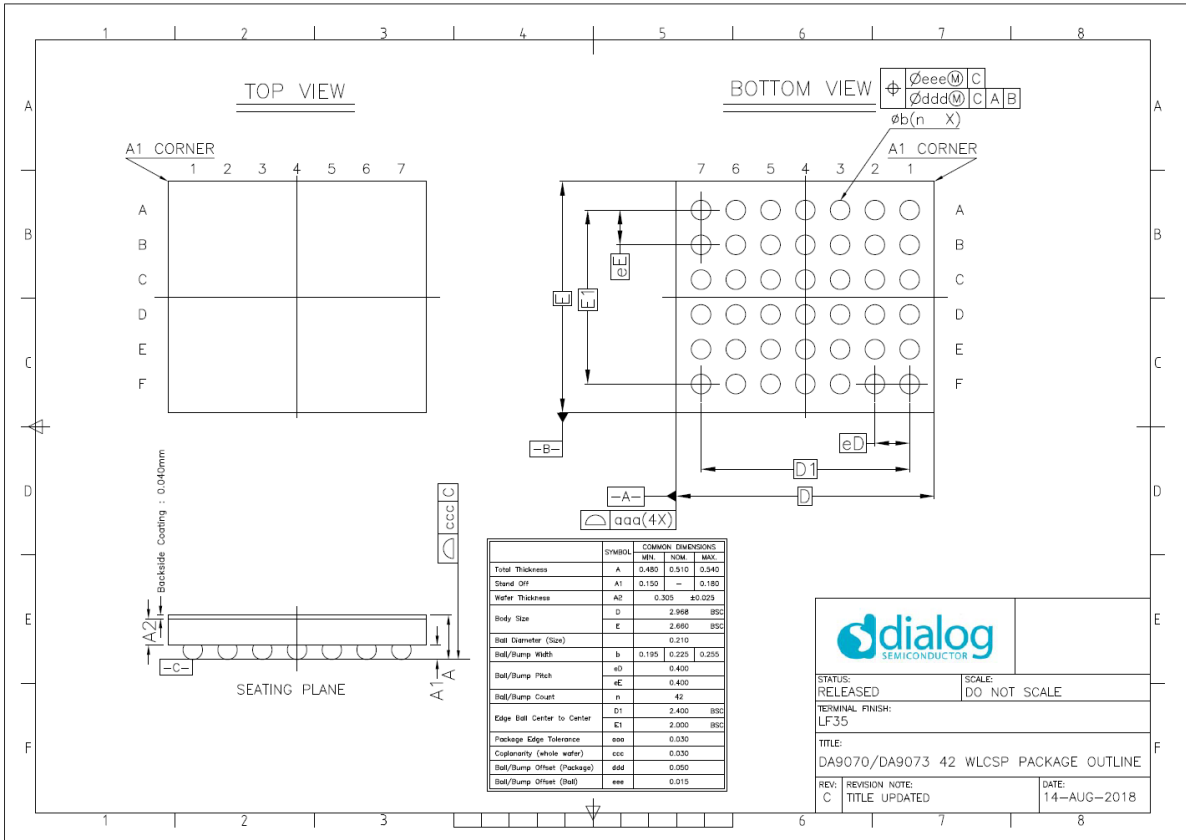 1 2 3 4 5 6 7 8
A A
B B
C C
D D
E E
F F
1 2 3 6 7 8
TOP VIEW
A1 CORNER
1 2 3 4 5 6 7
A
B
C
D
E
F
BOTTOM VIEW
Øeee Ⓜ C
Øddd Ⓜ C A B
øb(n X)
A1 CORNER
7 6 5 4 3 2 1
A
B
C
D
E
F
eE
E1
E
-B-
eD
D1
-A-
D
aaa(4X)
Backside Coating : 0.040mm
ccc C
A2
-C-
A1
A
SEATING PLANE
SYMBOL COMMON DIMENSIONS
MIN. NOM. MAX.
Total Thickness A 0.480 0.510 0.540
Stand Off A1 0.150 – 0.180
Wafer Thickness A2 0.305 ±0.025
Body Size D 2.968 BSC
E 2.660 BSC
Ball Diameter (Size) 0.210
Ball/Bump Width b 0.195 0.225 0.255
Ball/Bump Pitch eD 0.400
eE 0.400
Ball/Bump Count n 42
Edge Ball Center to Center D1 2.400 BSC
E1 2.000 BSC
Package Edge Tolerance aaa 0.030
Coplanarity (whole wafer) ccc 0.030
Ball/Bump Offset (Package) ddd 0.050
Ball/Bump Offset (Ball) eee 0.015
dialog
SEMICONDUCTOR
STATUS:
RELEASED
SCALE:
DO NOT SCALE
TERMINAL FINISH:
LF35
TITLE:
DA9070/DA9073 42 WLCSP PACKAGE OUTLINE
REV:
C
REVISION NOTE:
TITLE UPDATED
DATE:
14-AUG-2018